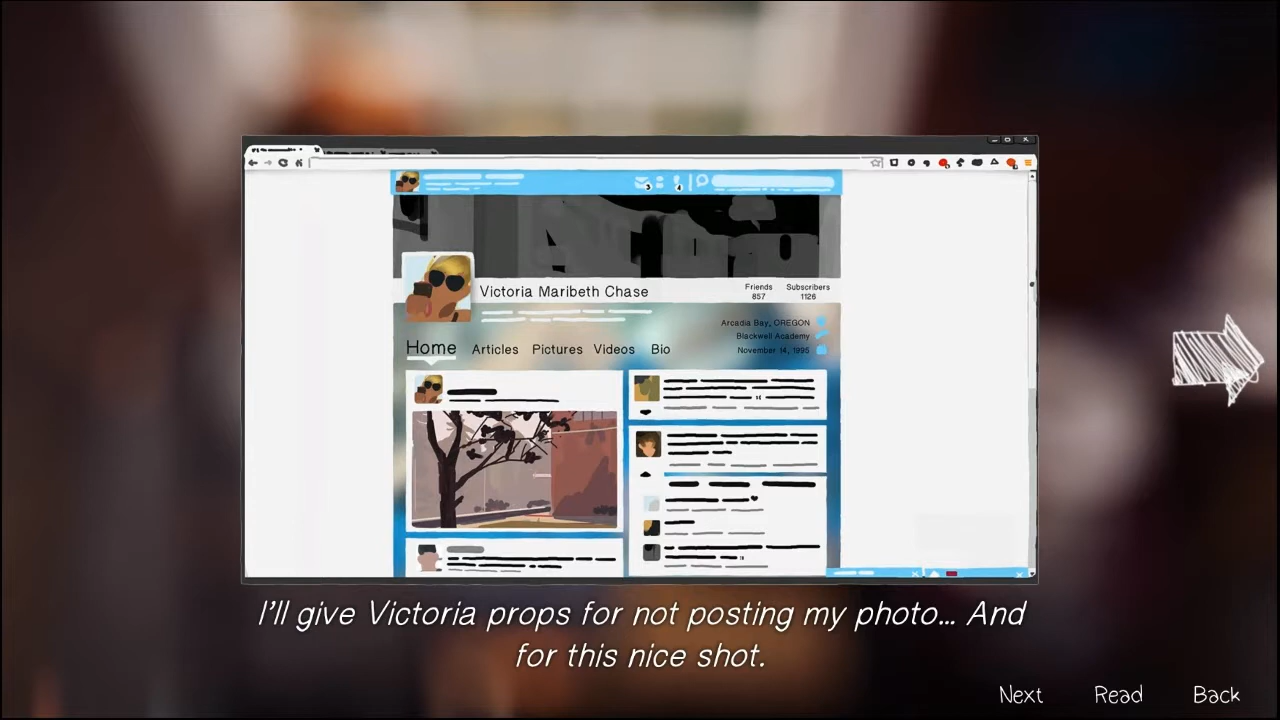 Victoria Maribeth Chase
Friends Subscribers
857 1126
Arcadia Bay, OREGON
Blackwell Academy
November 14, 1995
Home Articles Pictures Videos Bio
I'll give Victoria props for not posting my photo... And
for this nice shot.
Next Read Back